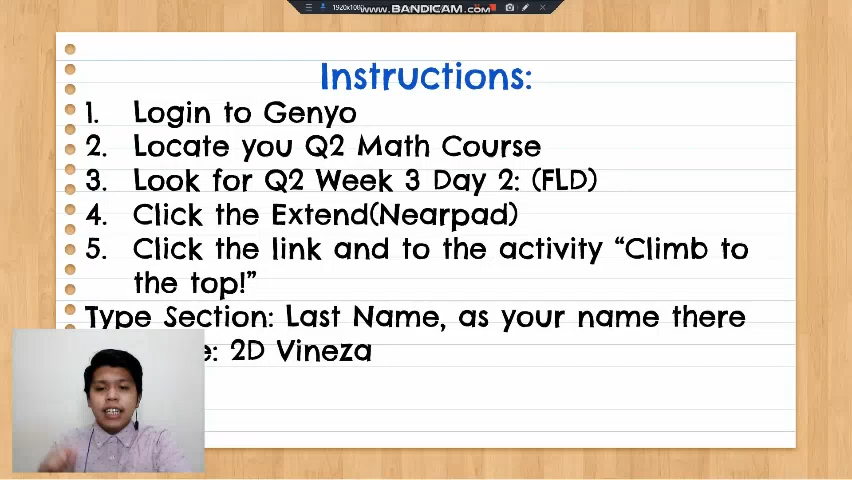 1920x1080
www.BANDICAM.com
Instructions:
1. Login to Genyo
2. Locate you Q2 Math Course
3. Look for Q2 Week 3 Day 2: (FLD)
4. Click the Extend(Nearpad)
5. Click the link and to the activity “Climb to
the top!”
Type Section: Last Name, as your name there
2D Vineza